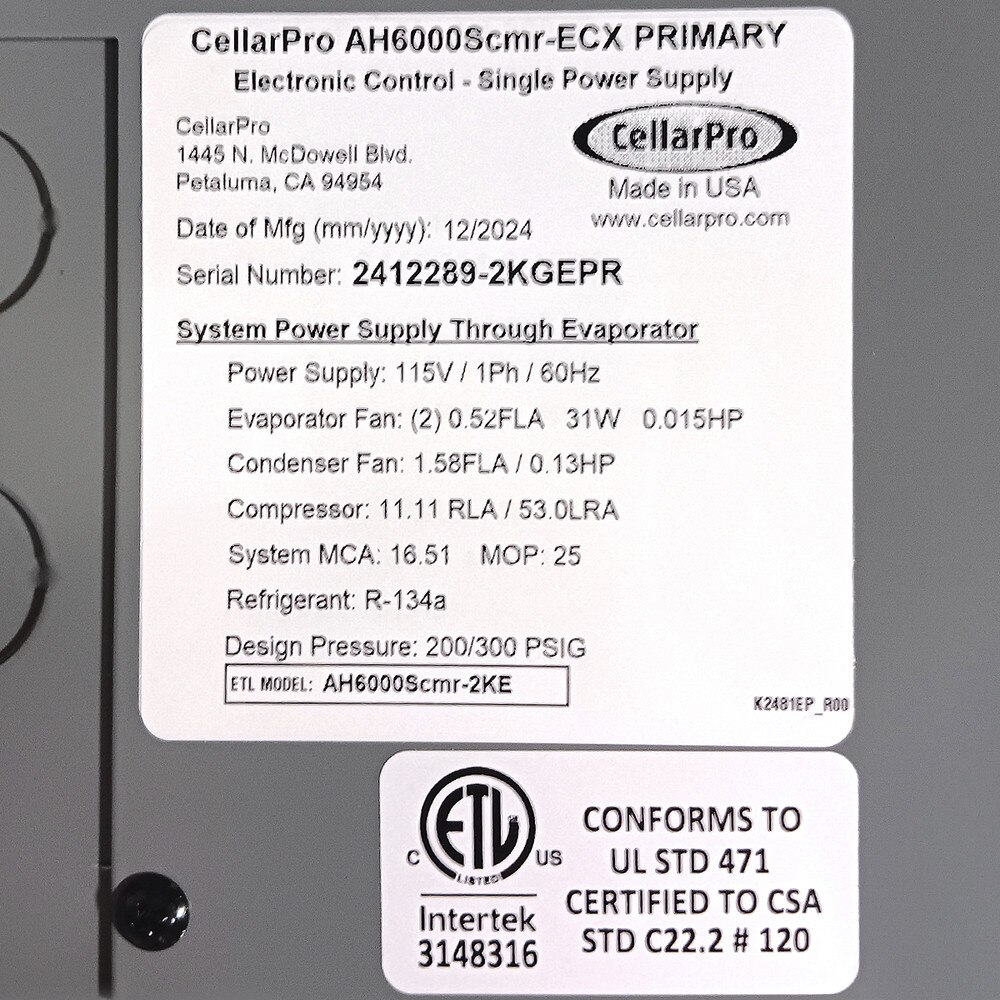 CellarPro AH6000Scmr-ECX PRIMARY
Electronic Control - Single Power Supply
CellarPro
1445 N. McDowell Blvd.
Petaluma, CA 94954
CellarPro
Made in USA
www.cellarpro.com
Date of Mfg (mm/yyyy): 12/2024
Serial Number: 2412289-2KGEPR
System Power Supply Through Evaporator
Power Supply: 115V / 1Ph / 60Hz
Evaporator Fan: (2) 0.52FLA 31W 0.015HP
Condenser Fan: 1.58FLA / 0.13HP
Compressor: 11.11 RLA / 53.0LRA
System MCA: 16.51 MOP: 25
Refrigerant: R-134a
Design Pressure: 200/300 PSIG
ETL MODEL: AH6000Scmr-2KE
K2481EP_R00
ETL
C US
LISTED
Intertek
3148316
CONFORMS TO
UL STD 471
CERTIFIED TO CSA
STD C22.2 # 120